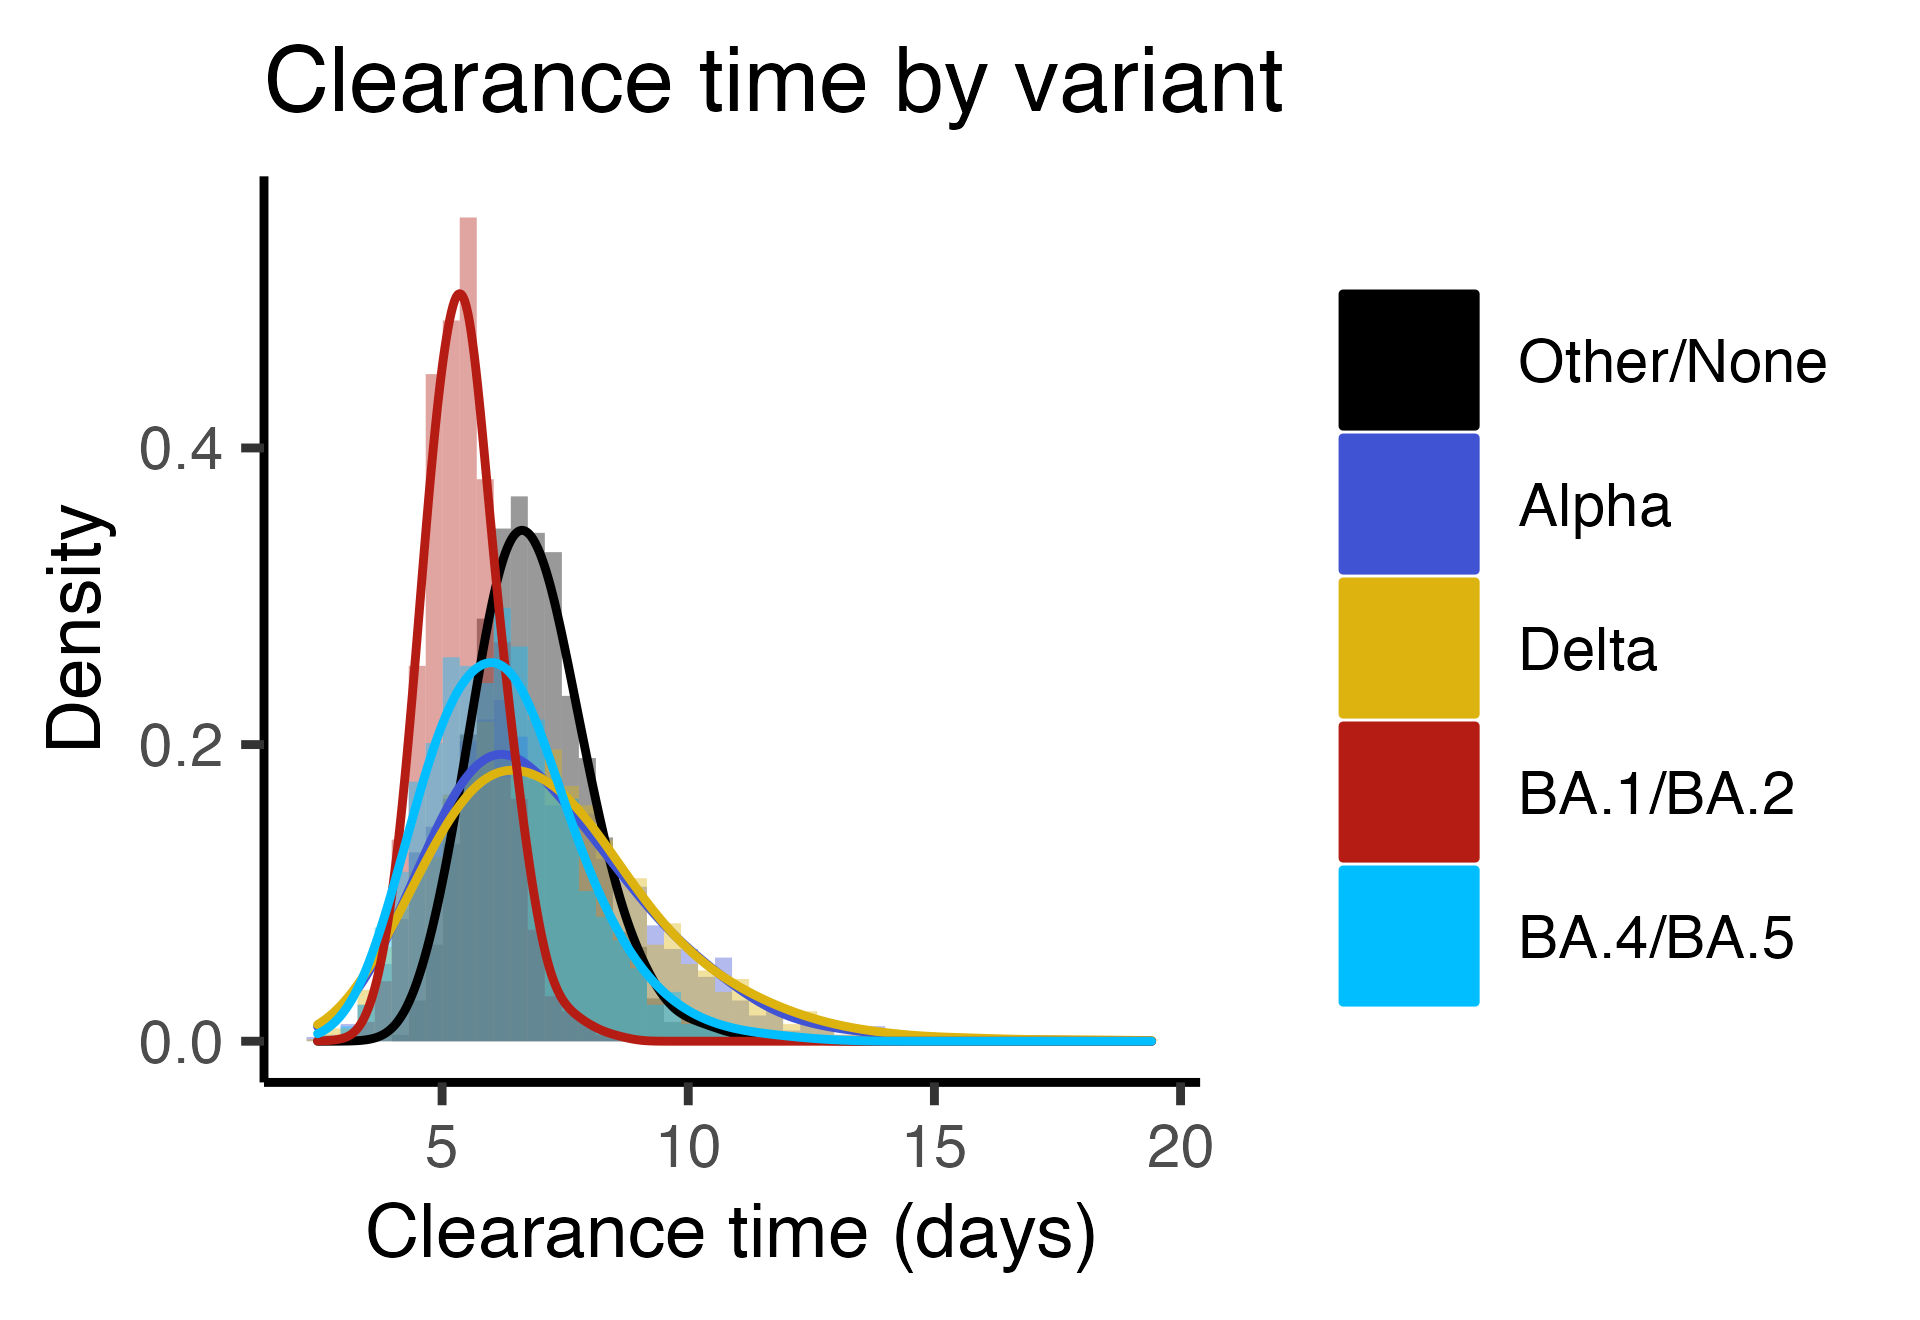 Clearance time by variant
Density
0.4
0.2
0.0
5 10 15 20
Clearance time (days)
Other/None
Alpha
Delta
BA.1/BA.2
BA.4/BA.5